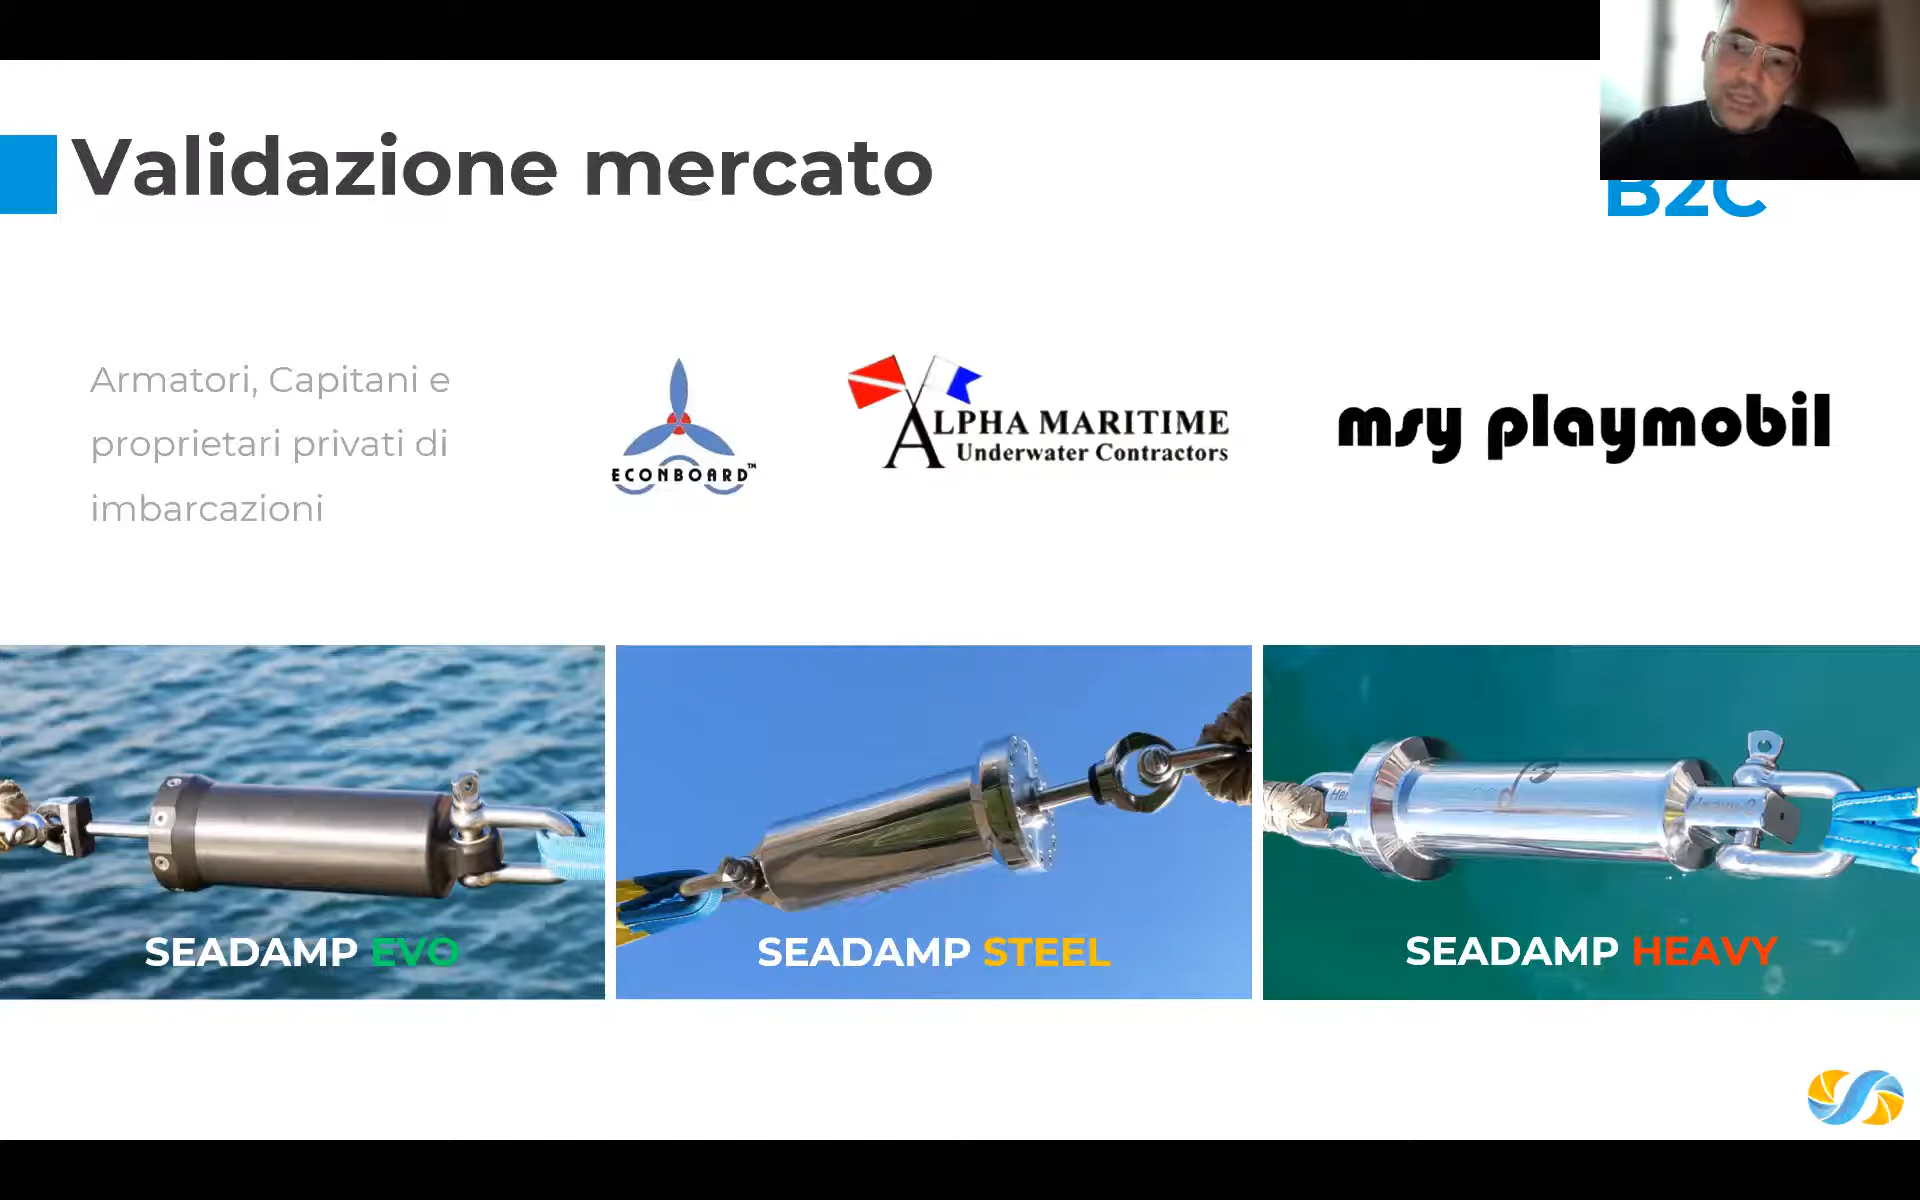 Validazione mercato
B2C
Armatori, Capitani e
proprietari privati di
imbarcazioni
ECONBOARD™
ALPHA MARITIME
Underwater Contractors
msy playmobil
SEADAMP EVO
SEADAMP STEEL
SEADAMP HEAVY